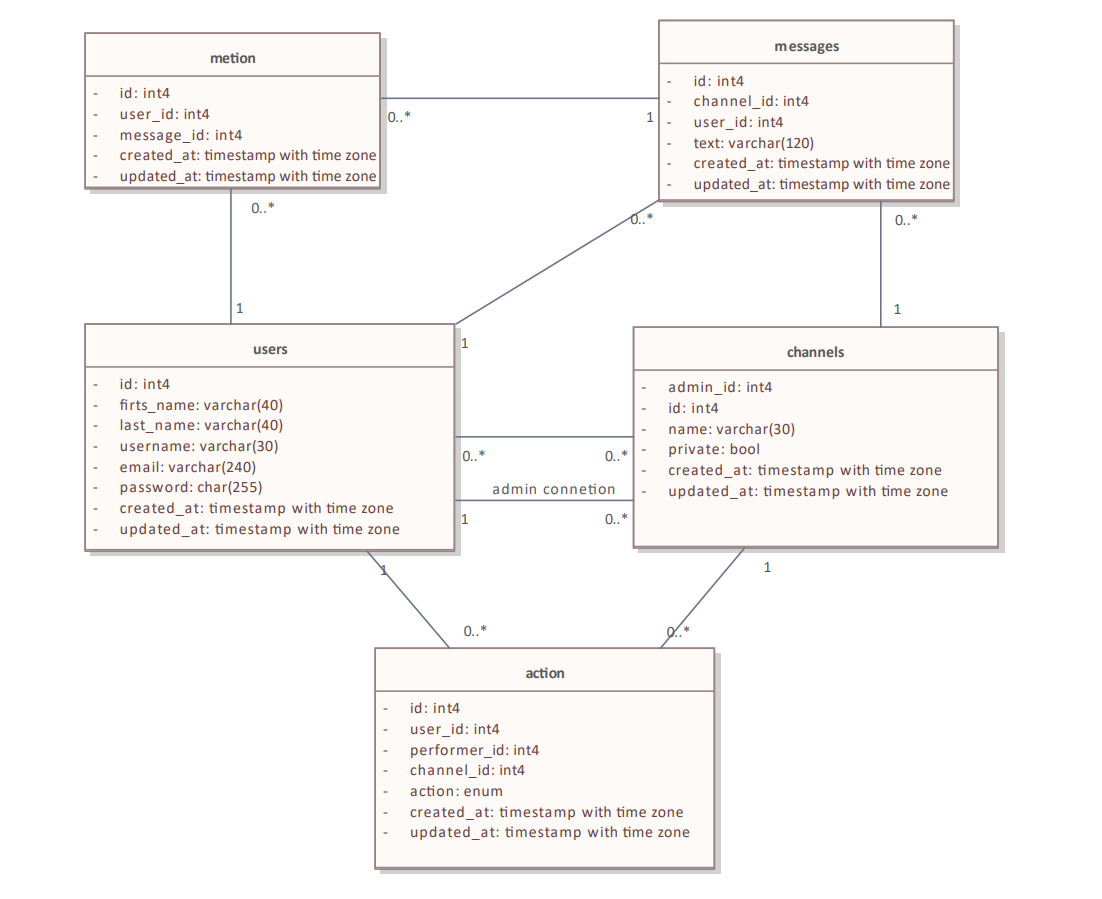 metion
- id: int4
- user_id: int4
- message_id: int4
- created_at: timestamp with time zone
- updated_at: timestamp with time zone
messages
- id: int4
- channel_id: int4
- user_id: int4
- text: varchar(120)
- created_at: timestamp with time zone
- updated_at: timestamp with time zone
0..*
1
0..*
1
0..*
1
0..*
1
users
- id: int4
- firts_name: varchar(40)
- last_name: varchar(40)
- username: varchar(30)
- email: varchar(240)
- password: char(255)
- created_at: timestamp with time zone
- updated_at: timestamp with time zone
channels
- admin_id: int4
- id: int4
- name: varchar(30)
- private: bool
- created_at: timestamp with time zone
- updated_at: timestamp with time zone
0..*
0..*
admin connetion
1
0..*
1
0..*
1
0..*
action
- id: int4
- user_id: int4
- performer_id: int4
- channel_id: int4
- action: enum
- created_at: timestamp with time zone
- updated_at: timestamp with time zone